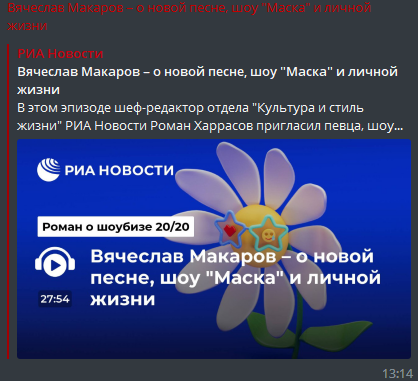 Вячеслав Макаров – о новой песне, шоу "Маска" и личной
жизни
РИА Новости
Вячеслав Макаров – о новой песне, шоу "Маска" и личной
жизни
В этом эпизоде шеф-редактор отдела "Культура и стиль
жизни" РИА Новости Роман Харрасов пригласил певца, шоу...
РИА НОВОСТИ
Роман о шоубизе 20/20
Вячеслав Макаров – о новой
песне, шоу "Маска" и личной
жизни
27:54
13:14